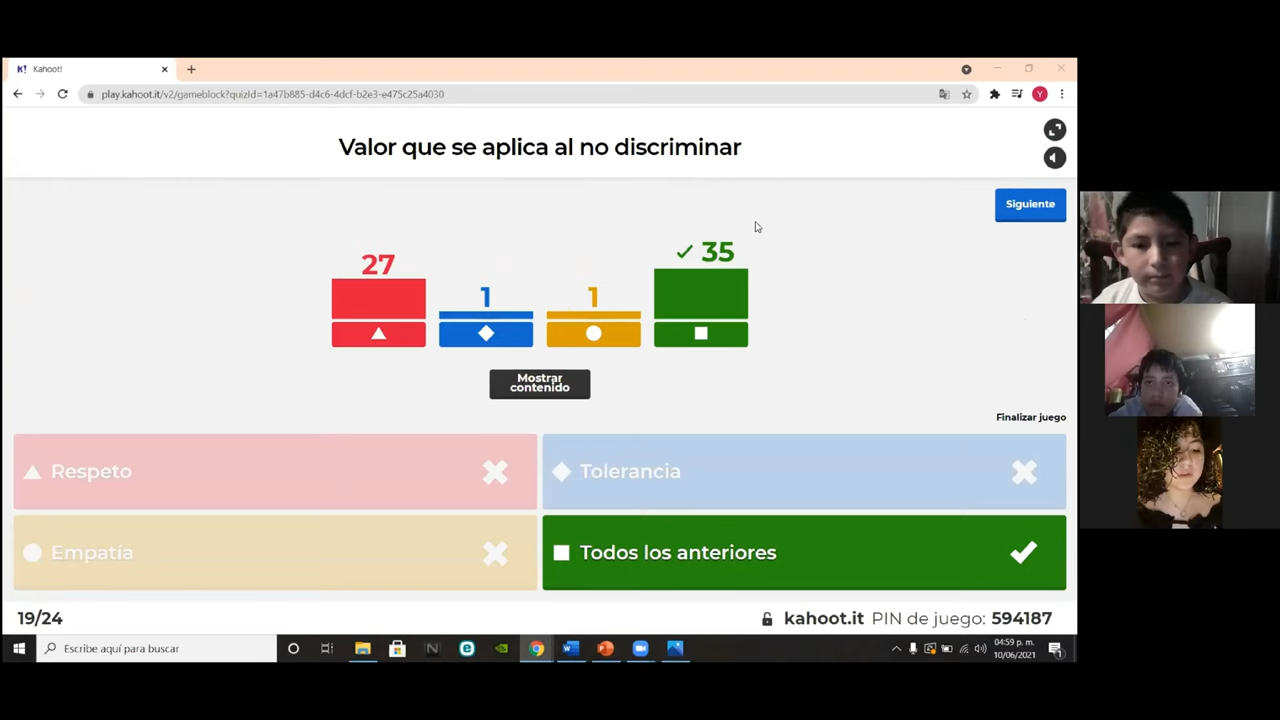 K! Kahoot!
play.kahoot.it/v2/gameblock?quizId=1a47b885-d4c6-4dcf-b2e3-e475c25a4030
Y
Valor que se aplica al no discriminar
Siguiente
27
1
1
35
Mostrar
contenido
Finalizar juego
Respeto
Tolerancia
Empatía
Todos los anteriores
19/24
kahoot.it PIN de juego: 594187
Escribe aquí para buscar
04:59 p. m.
10/06/2021